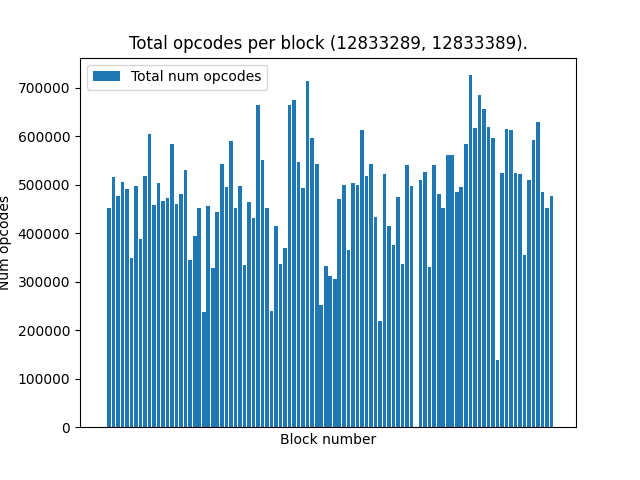 Total opcodes per block (12833289, 12833389).
Total num opcodes
700000
600000
500000
400000
300000
200000
100000
0
Num opcodes
Block number